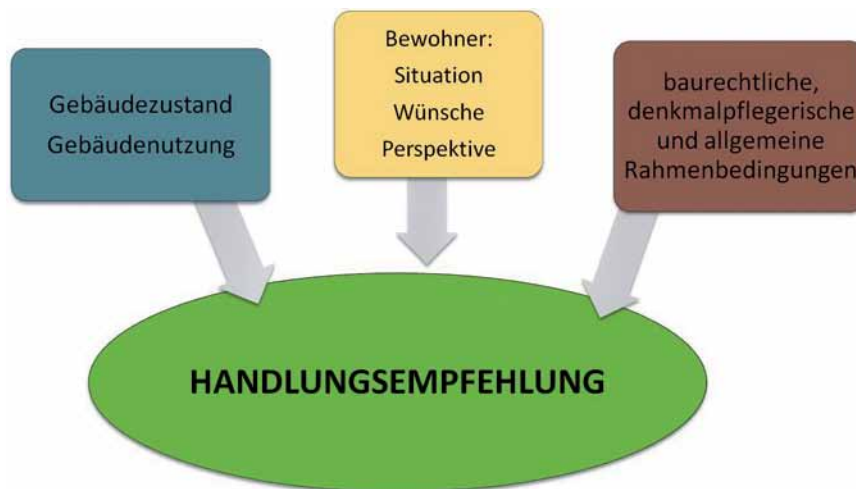 Gebäudezustand
Gebäudenutzung
Bewohner:
Situation
Wünsche
Perspektive
baurechtliche,
denkmalpflegerische
und allgemeine
Rahmenbedingungen
HANDLUNGSEMPFEHLUNG